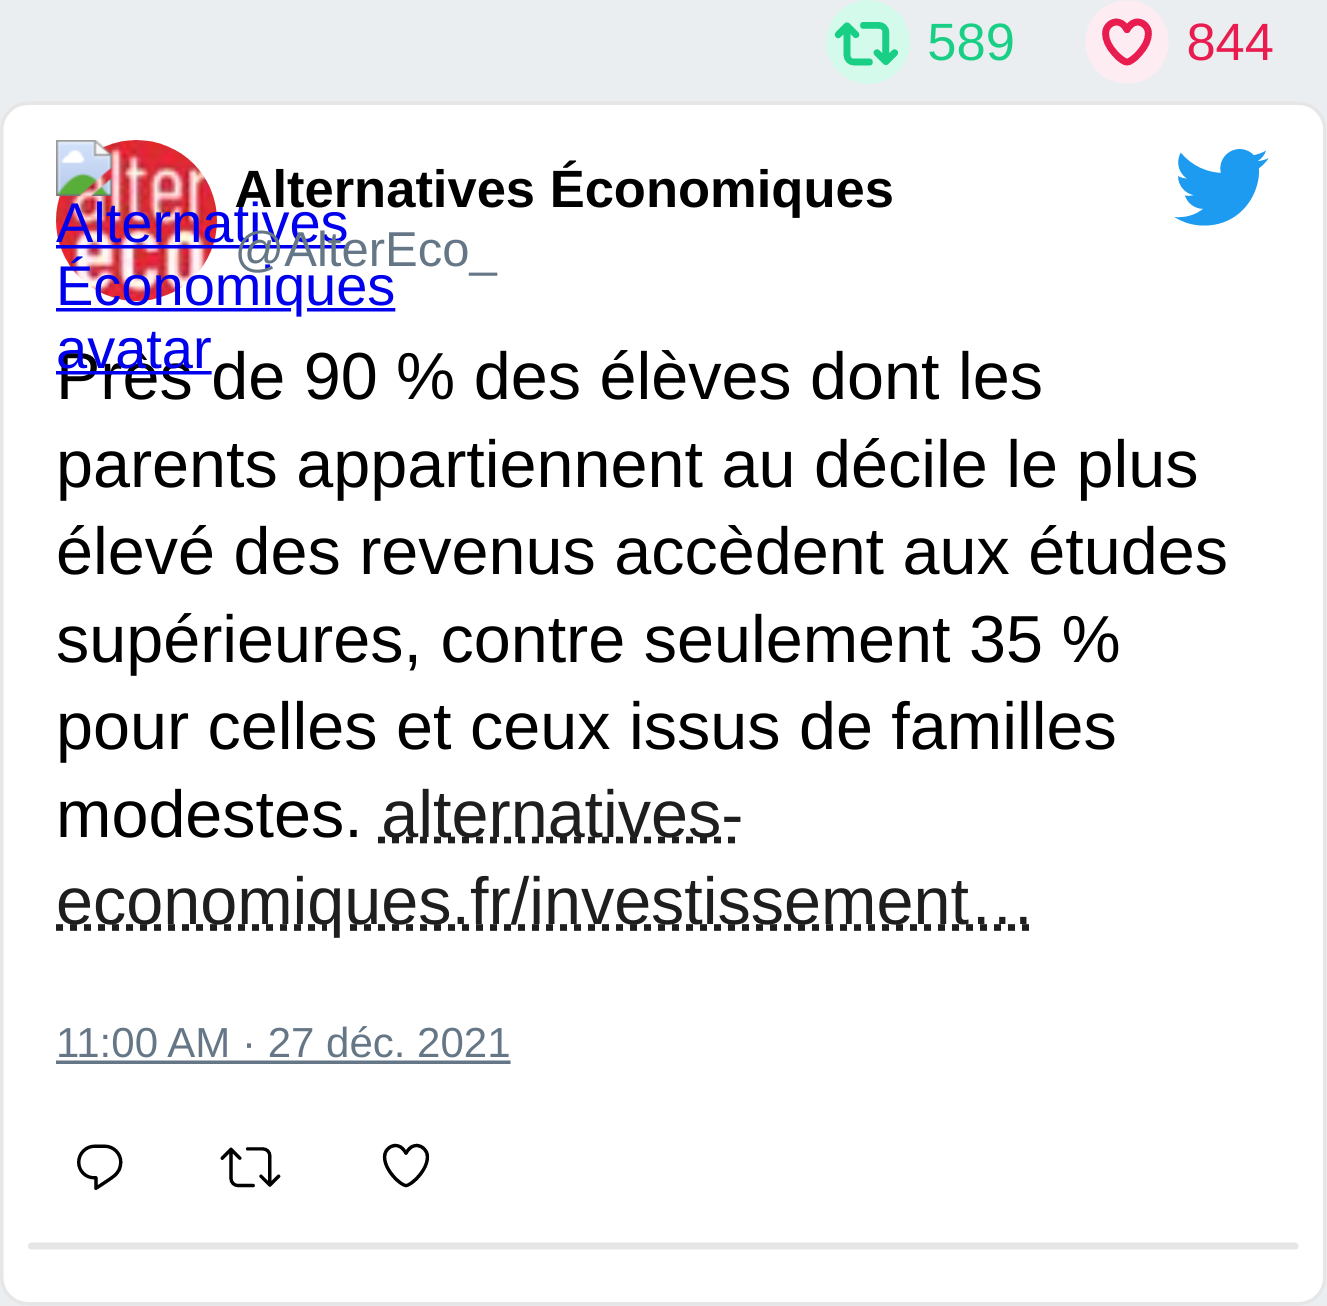 589 844
alter
eco
Alternatives Économiques
@AlterEco_
Alternatives
Économiques
avatar
Près de 90 % des élèves dont les
parents appartiennent au décile le plus
élevé des revenus accèdent aux études
supérieures, contre seulement 35 %
pour celles et ceux issus de familles
modestes. alternatives-
economiques.fr/investissement…
11:00 AM · 27 déc. 2021